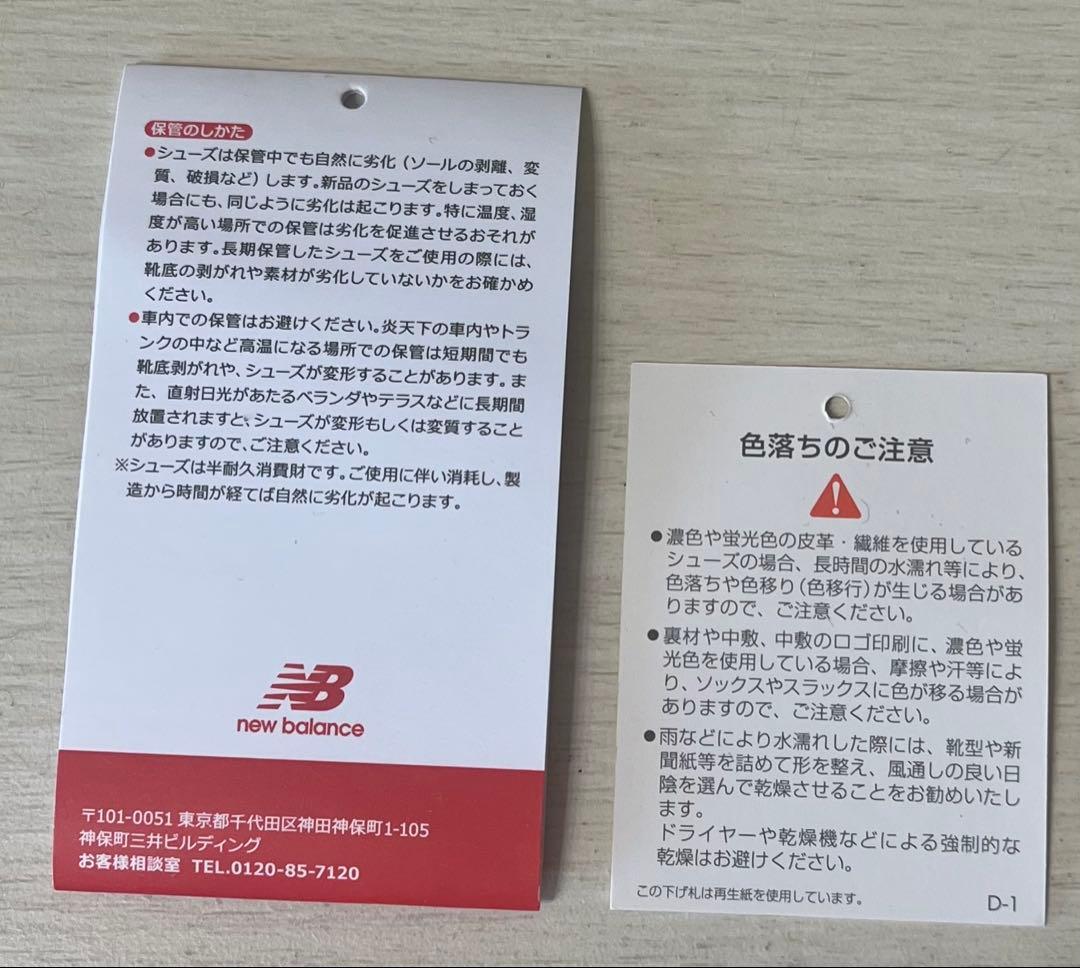 保管のしかた
●シューズは保管中でも自然に劣化（ソールの剥離、変
質、破損など）します。新品のシューズをしまっておく
場合にも、同じように劣化は起こります。特に温度、湿
度が高い場所での保管は劣化を促進させるおそれが
あります。長期保管したシューズをご使用の際には、
靴底の剥がれや素材が劣化していないかをお確かめ
ください。
●車内での保管はお避けください。炎天下の車内やトラ
ンクの中など高温になる場所での保管は短期間でも
靴底剥がれや、シューズが変形することがあります。ま
た、直射日光があたるベランダやテラスなどに長期間
放置されますと、シューズが変形もしくは変質すること
がありますので、ご注意ください。
※シューズは半耐久消費財です。ご使用に伴い消耗し、製
造から時間が経てば自然に劣化が起こります。
NB
new balance
〒101-0051 東京都千代田区神田神保町1-105
神保町三井ビルディング
お客様相談室 TEL.0120-85-7120
色落ちのご注意
!
●濃色や蛍光色の皮革・繊維を使用している
シューズの場合、長時間の水濡れ等により、
色落ちや色移り（色移行）が生じる場合があ
りますので、ご注意ください。
●裏材や中敷、中敷のロゴ印刷に、濃色や蛍
光色を使用している場合、摩擦や汗等によ
り、ソックスやスラックスに色が移る場合が
ありますので、ご注意ください。
●雨などにより水濡れした際には、靴型や新
聞紙等を詰めて形を整え、風通しの良い日
陰を選んで乾燥させることをお勧めいたし
ます。
ドライヤーや乾燥機などによる強制的な
乾燥はお避けください。
この下げ札は再生紙を使用しています。
D-1